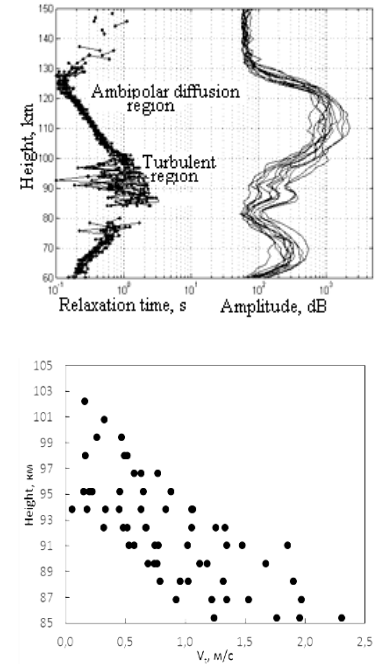 150
140
130
120
110
100
90
80
70
60
Height, km
Ambipolar diffusion
region
Turbulent
region
10⁻¹ 10⁰ 10¹ 10² 10³
Relaxation time, s Amplitude, dB
105
103
101
99
97
95
93
91
89
87
85
Height, км
0,0 0,5 1,0 1,5 2,0 2,5
м/с